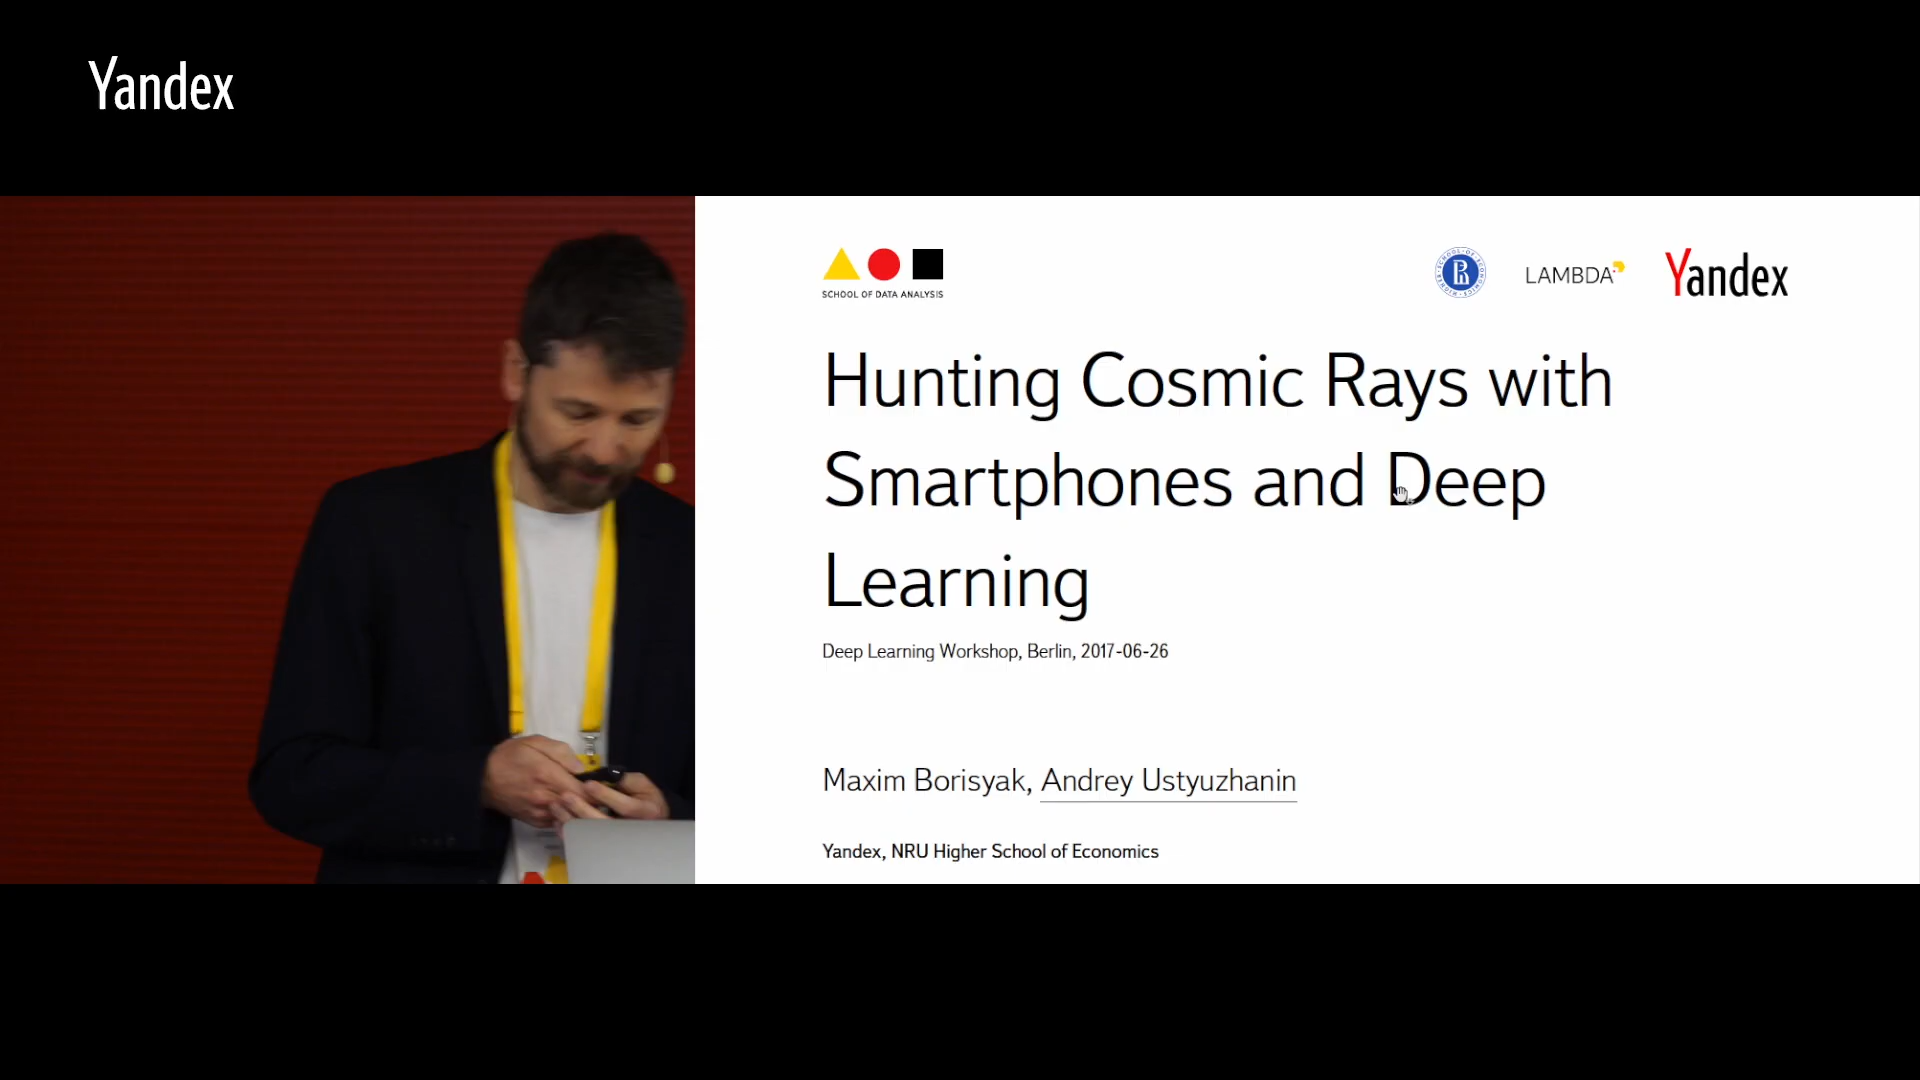 Yandex
SCHOOL OF DATA ANALYSIS
LAMBDA
Yandex
Hunting Cosmic Rays with
Smartphones and Deep
Learning
Deep Learning Workshop, Berlin, 2017-06-26
Maxim Borisyak, Andrey Ustyuzhanin
Yandex, NRU Higher School of Economics